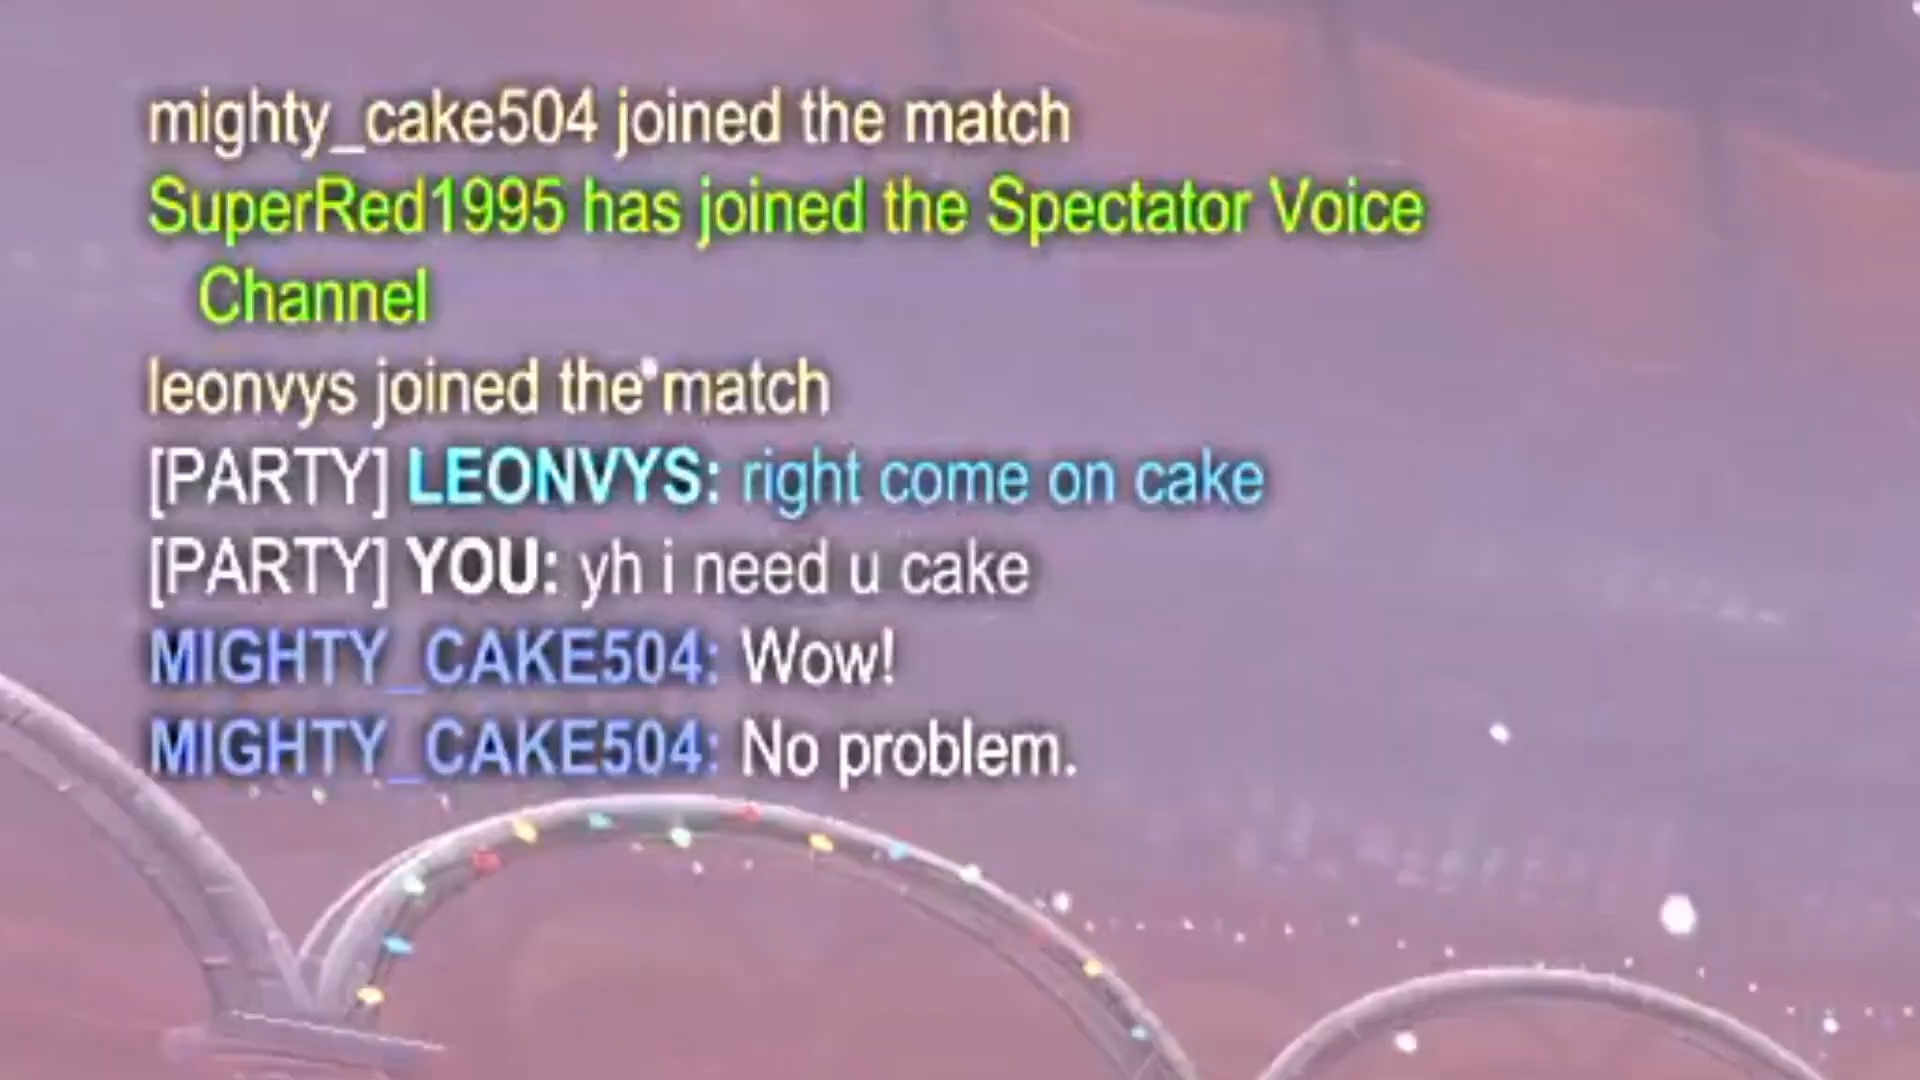 mighty_cake504 joined the match
SuperRed1995 has joined the Spectator Voice
Channel
leonvys joined the match
[PARTY] LEONVYS: right come on cake
[PARTY] YOU: yh i need u cake
MIGHTY_CAKE504: Wow!
MIGHTY_CAKE504: No problem.